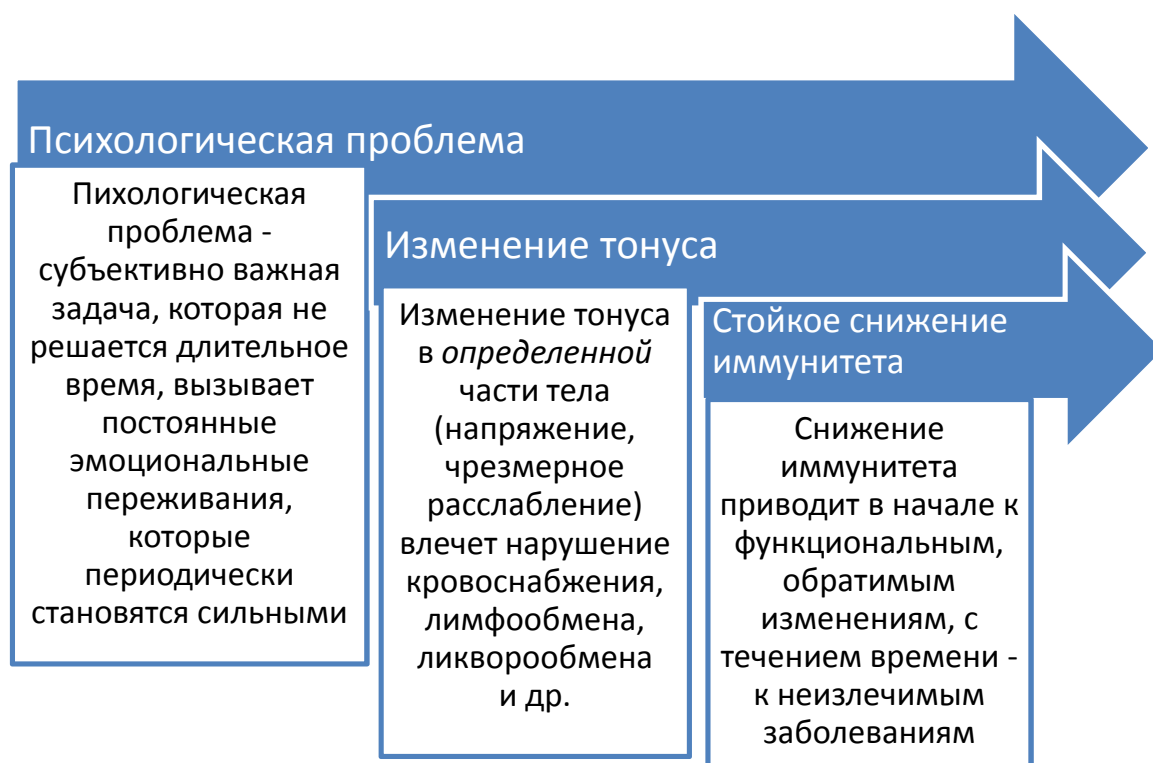 Психологическая проблема
Пихологическая
проблема -
субъективно важная
задача, которая не
решается длительное
время, вызывает
постоянные
эмоциональные
переживания,
которые
периодически
становятся сильными
Изменение тонуса
Изменение тонуса
в определенной
части тела
(напряжение,
чрезмерное
расслабление)
влечет нарушение
кровоснабжения,
лимфообмена,
ликворообмена
и др.
Стойкое снижение
иммунитета
Снижение
иммунитета
приводит в начале к
функциональным,
обратимым
изменениям, с
течением времени -
к неизлечимым
заболеваниям